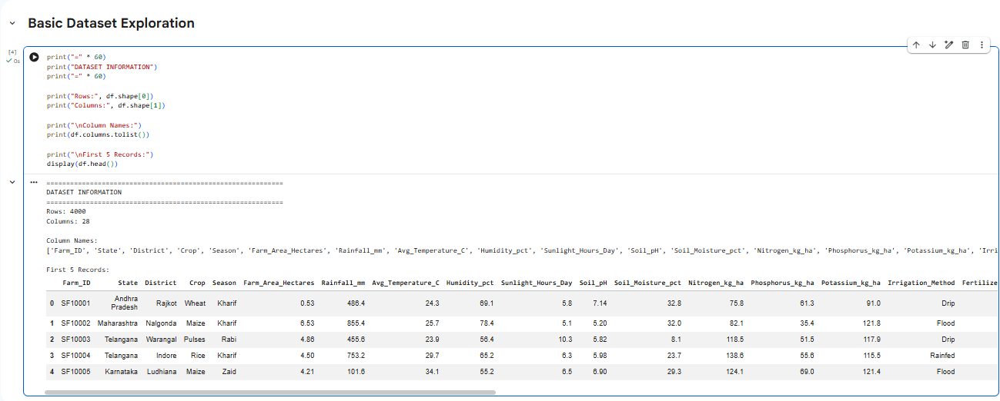 Basic Dataset Exploration
[4]
0s
print("=" * 60)
print("DATASET INFORMATION")
print("=" * 60)
print("Rows:", df.shape[0])
print("Columns:", df.shape[1])
print("\nColumn Names:")
print(df.columns.tolist())
print("\nFirst 5 Records:")
display(df.head())
============================================================
DATASET INFORMATION
============================================================
Rows: 4000
Columns: 28
Column Names:
['Farm_ID', 'State', 'District', 'Crop', 'Season', 'Farm_Area_Hectares', 'Rainfall_mm', 'Avg_Temperature_C', 'Humidity_pct', 'Sunlight_Hours_Day', 'Soil_pH', 'Soil_Moisture_pct', 'Nitrogen_kg_ha', 'Phosphorus_kg_ha', 'Potassium_kg_ha', 'Irri
First 5 Records:
Farm_ID State District Crop Season Farm_Area_Hectares Rainfall_mm Avg_Temperature_C Humidity_pct Sunlight_Hours_Day Soil_pH Soil_Moisture_pct Nitrogen_kg_ha Phosphorus_kg_ha Potassium_kg_ha Irrigation_Method Fertilize
0 SF10001 Andhra Pradesh Rajkot Wheat Kharif 0.53 486.4 24.3 69.1 5.8 7.14 32.8 75.8 61.3 91.0 Drip
1 SF10002 Maharashtra Nalgonda Maize Kharif 6.53 855.4 25.7 78.4 5.1 5.20 32.0 82.1 35.4 121.8 Flood
2 SF10003 Telangana Warangal Pulses Rabi 4.86 455.6 23.9 56.4 10.3 5.82 8.1 118.5 51.5 117.9 Drip
3 SF10004 Telangana Indore Rice Kharif 4.50 753.2 29.7 65.2 6.3 5.98 23.7 138.6 55.6 115.5 Rainfed
4 SF10005 Karnataka Ludhiana Maize Zaid 4.21 101.6 34.1 55.2 6.5 6.90 29.3 124.1 69.0 121.4 Flood